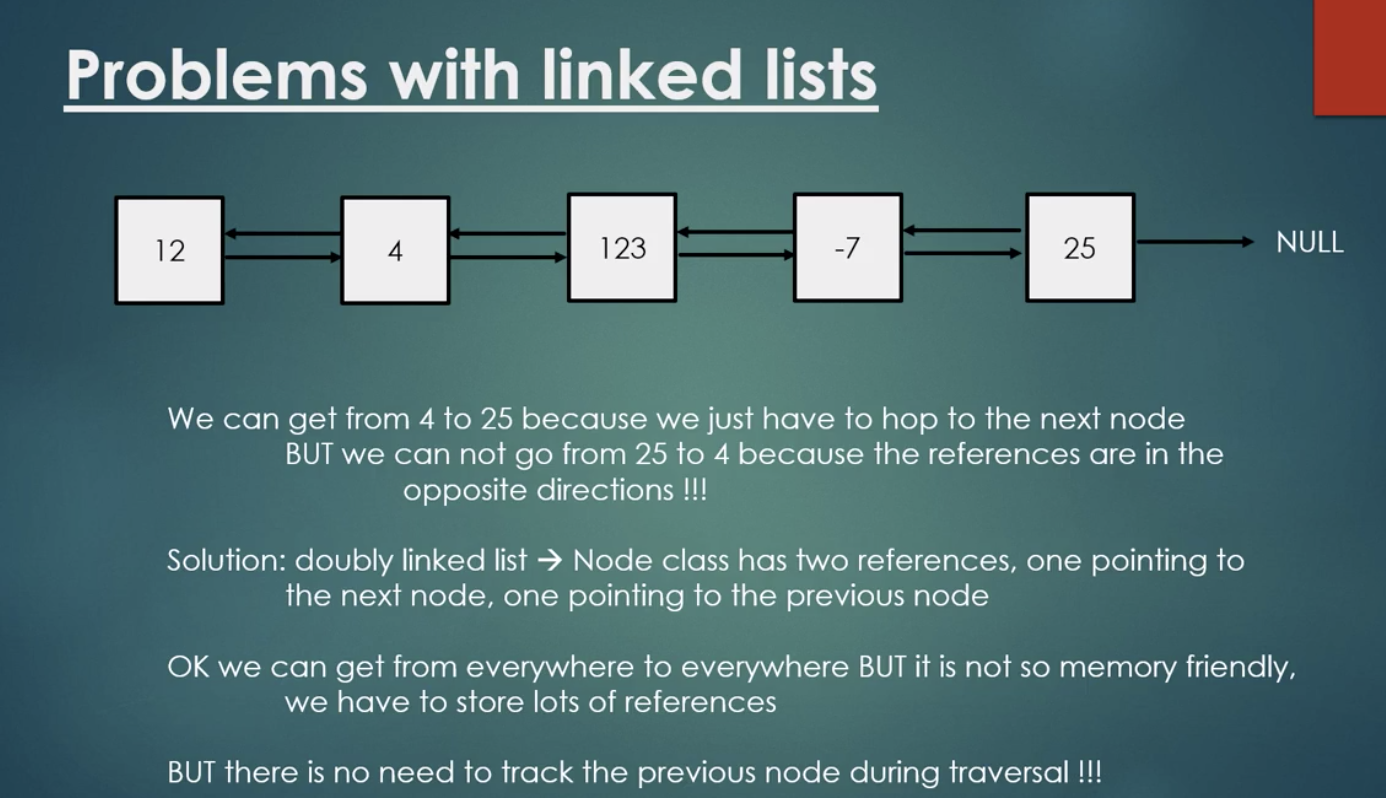 Problems with linked lists
12
4
123
-7
25
NULL
We can get from 4 to 25 because we just have to hop to the next node
BUT we can not go from 25 to 4 because the references are in the
opposite directions !!!
Solution: doubly linked list → Node class has two references, one pointing to
the next node, one pointing to the previous node
OK we can get from everywhere to everywhere BUT it is not so memory friendly,
we have to store lots of references
BUT there is no need to track the previous node during traversal !!!